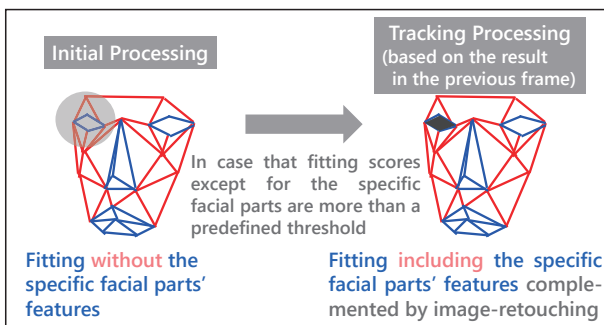 Initial Processing
Tracking Processing
(based on the result
in the previous frame)
In case that fitting scores
except for the specific
facial parts are more than a
predefined threshold
Fitting without the
specific facial parts'
features
Fitting including the specific
facial parts' features comple-
mented by image-retouching